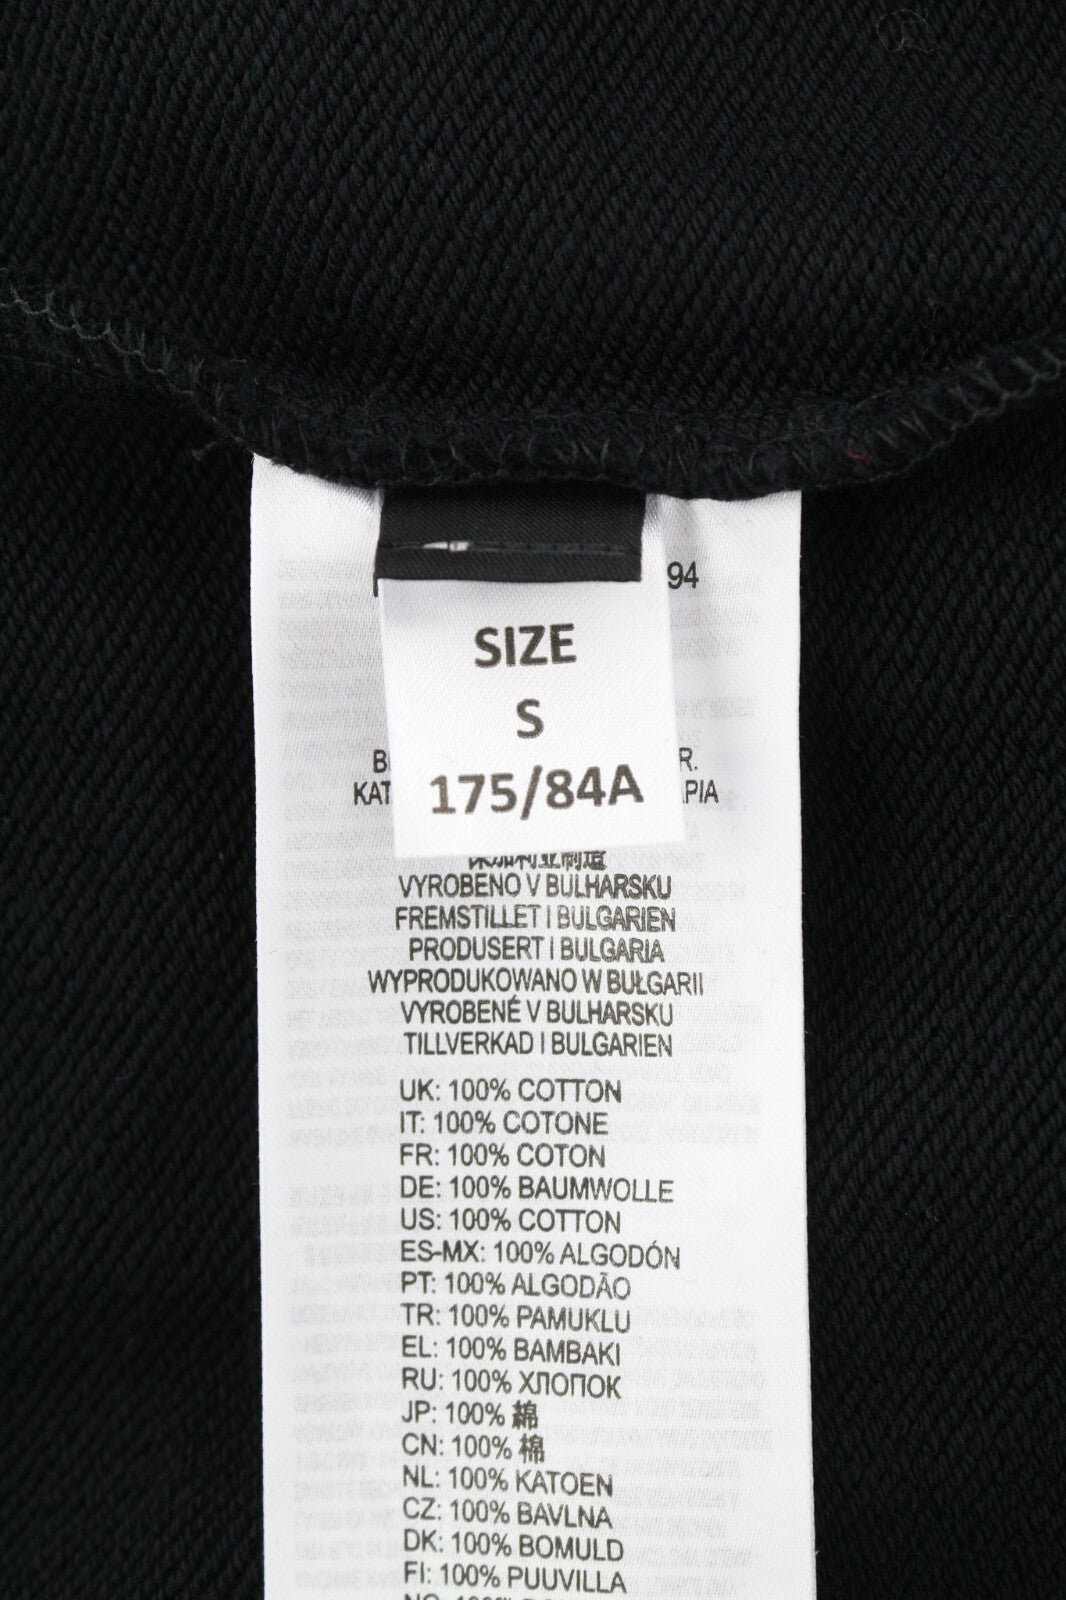 94
SIZE
S
175/84A
R.
VYROBENO V BULHARSKU
FREMSTILLET I BULGARIEN
PRODUSERT I BULGARIA
WYPRODUKOWANO W BUŁGARII
VYROBENÉ V BULHARSKU
TILLVERKAD I BULGARIEN
UK: 100% COTTON
IT: 100% COTONE
FR: 100% COTON
DE: 100% BAUMWOLLE
US: 100% COTTON
ES-MX: 100% ALGODÓN
PT: 100% ALGODÃO
TR: 100% PAMUKLU
EL: 100% BAMBAKI
RU: 100% ХЛОПОК
JP: 100% 綿
CN: 100% 棉
NL: 100% KATOEN
CZ: 100% BAVLNA
DK: 100% BOMULD
FI: 100% PUUVILLA